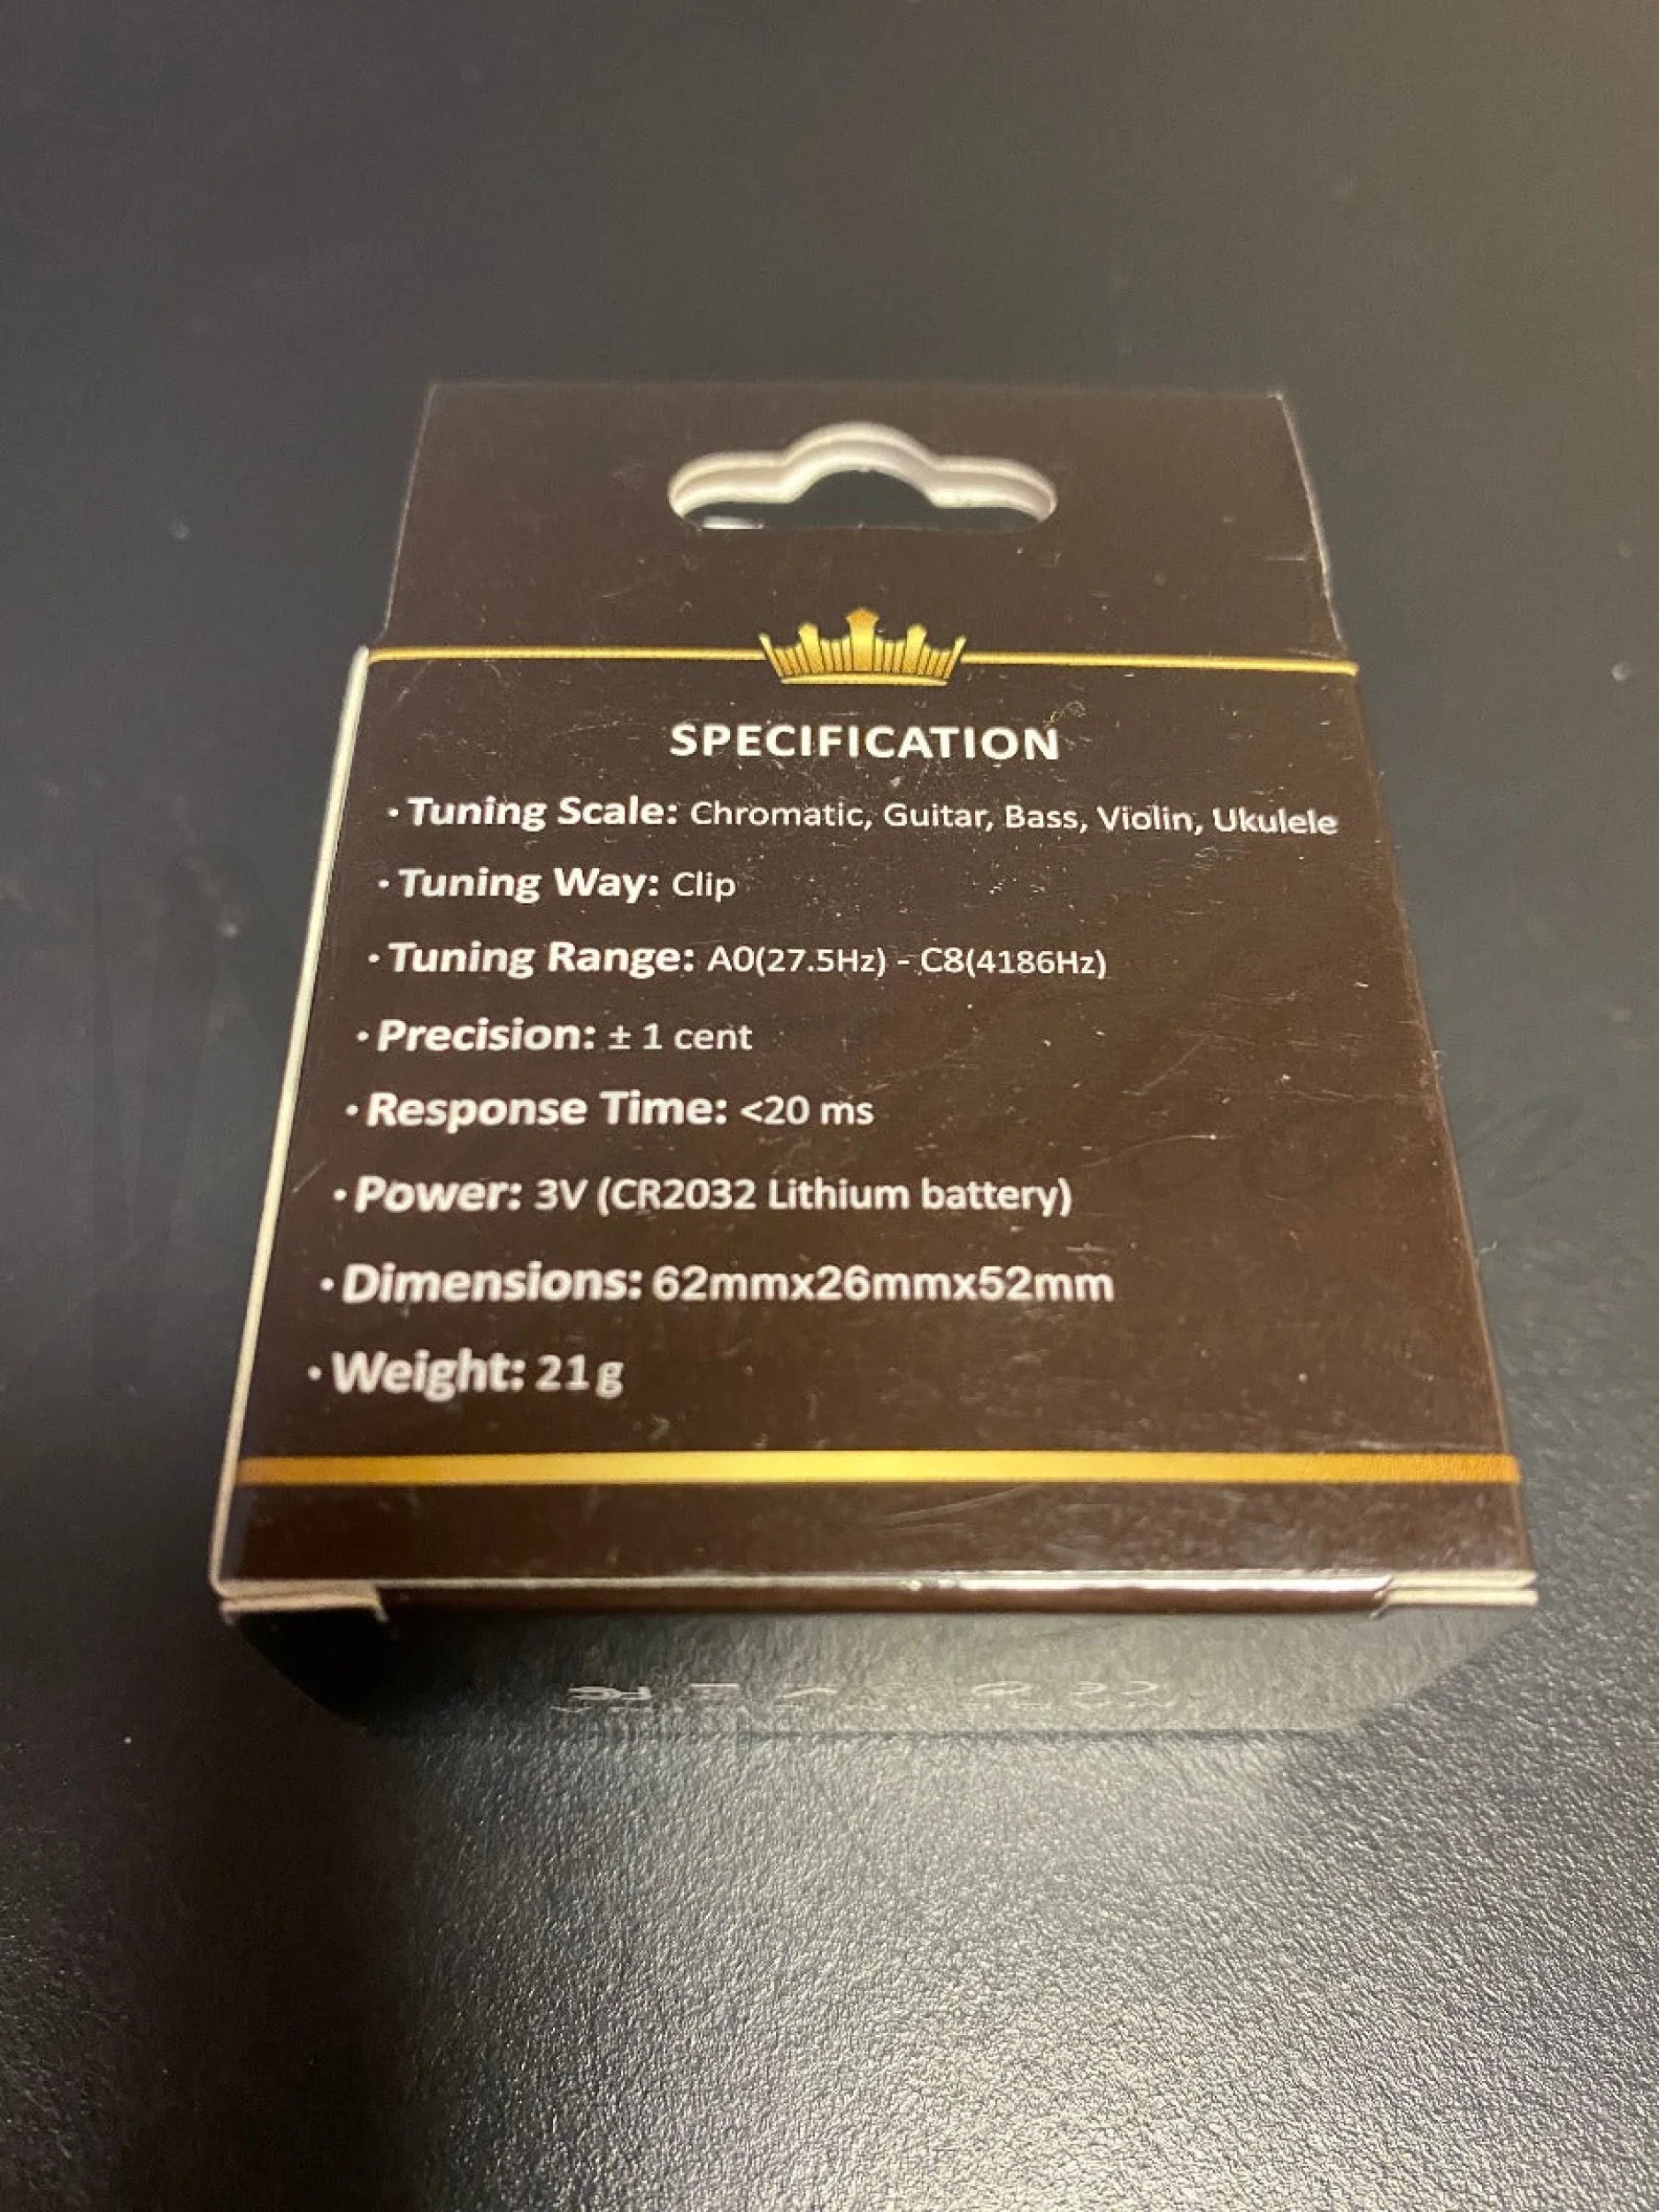 SPECIFICATION
· Tuning Scale: Chromatic, Guitar, Bass, Violin, Ukulele
· Tuning Way: Clip
· Tuning Range: A0(27.5Hz) - C8(4186Hz)
· Precision: ± 1 cent
· Response Time: <20 ms
· Power: 3V (CR2032 Lithium battery)
· Dimensions: 62mmx26mmx52mm
· Weight: 21g